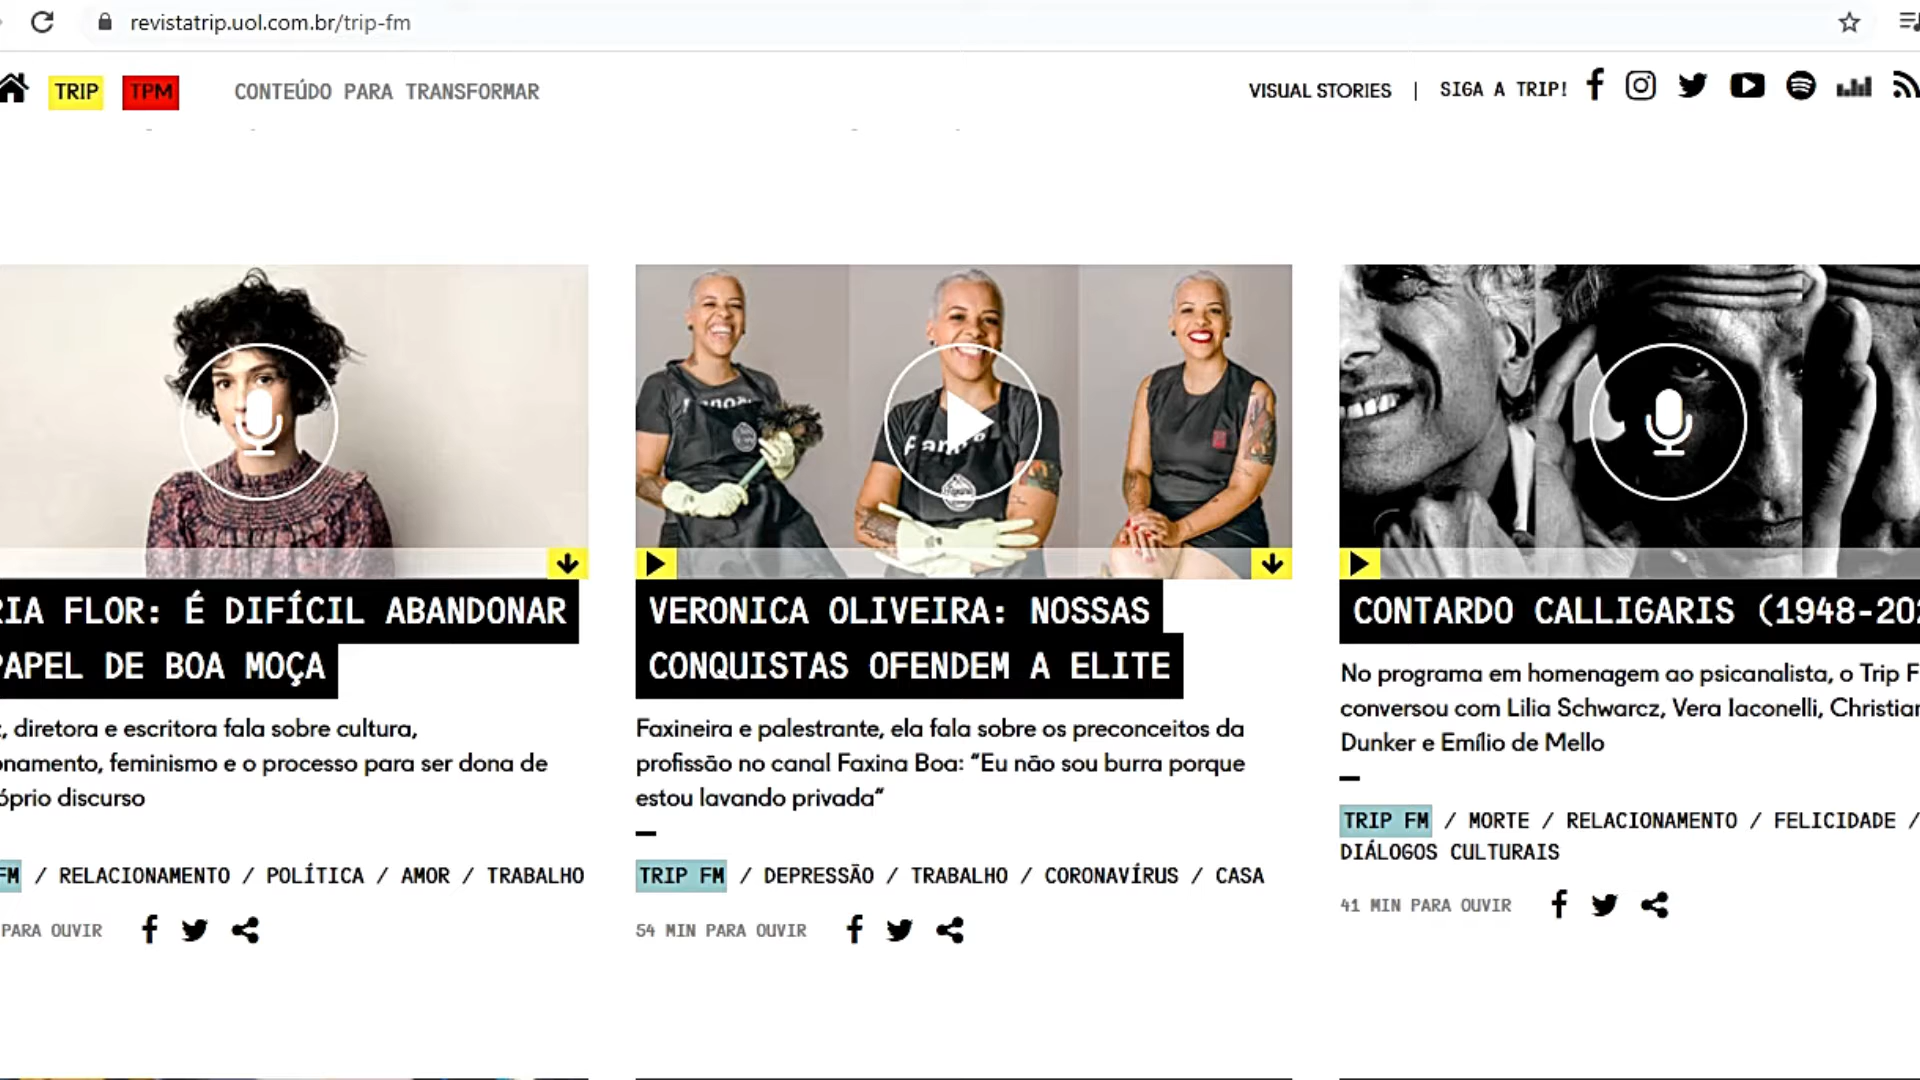 revistatrip.uol.com.br/trip-fm
TRIP TPM CONTEÚDO PARA TRANSFORMAR VISUAL STORIES | SIGA A TRIP!
RIA FLOR: É DIFÍCIL ABANDONAR
PAPEL DE BOA MOÇA
, diretora e escritora fala sobre cultura,
onamento, feminismo e o processo para ser dona de
óprio discurso
FM / RELACIONAMENTO / POLÍTICA / AMOR / TRABALHO
PARA OUVIR
VERONICA OLIVEIRA: NOSSAS
CONQUISTAS OFENDEM A ELITE
Faxineira e palestrante, ela fala sobre os preconceitos da
profissão no canal Faxina Boa: “Eu não sou burra porque
estou lavando privada“
TRIP FM / DEPRESSÃO / TRABALHO / CORONAVÍRUS / CASA
54 MIN PARA OUVIR
CONTARDO CALLIGARIS (1948-202
No programa em homenagem ao psicanalista, o Trip F
conversou com Lilia Schwarcz, Vera Iaconelli, Christian
Dunker e Emílio de Mello
TRIP FM / MORTE / RELACIONAMENTO / FELICIDADE /
DIÁLOGOS CULTURAIS
41 MIN PARA OUVIR